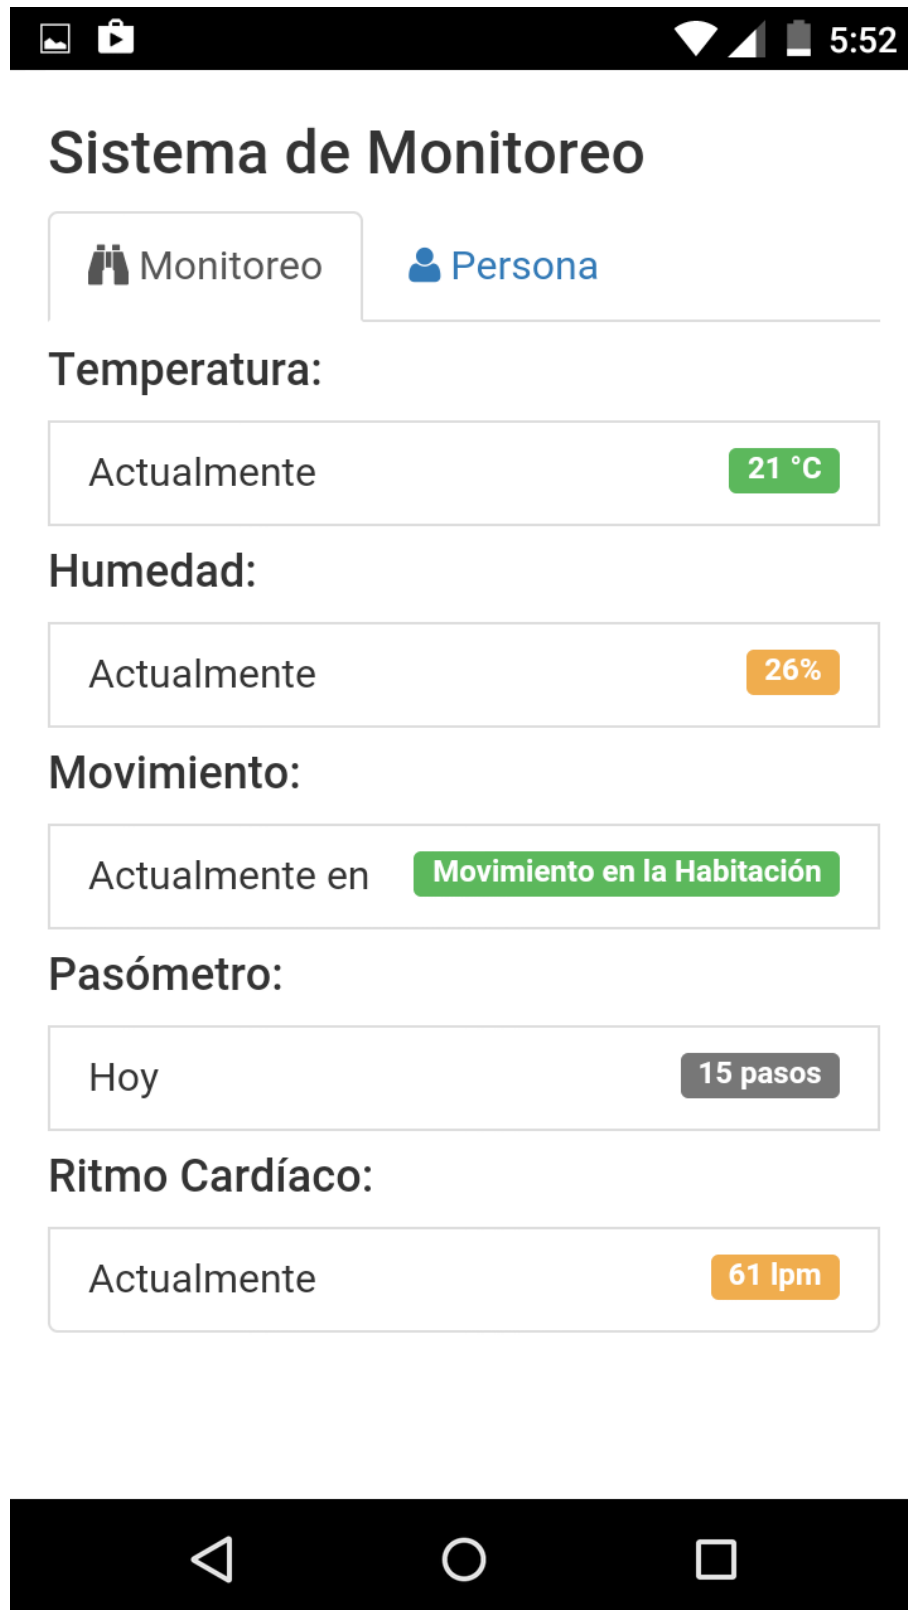 5:52
Sistema de Monitoreo
Monitoreo Persona
Temperatura:
Actualmente 21 °C
Humedad:
Actualmente 26%
Movimiento:
Actualmente en Movimiento en la Habitación
Pasómetro:
Hoy 15 pasos
Ritmo Cardíaco:
Actualmente 61 lpm